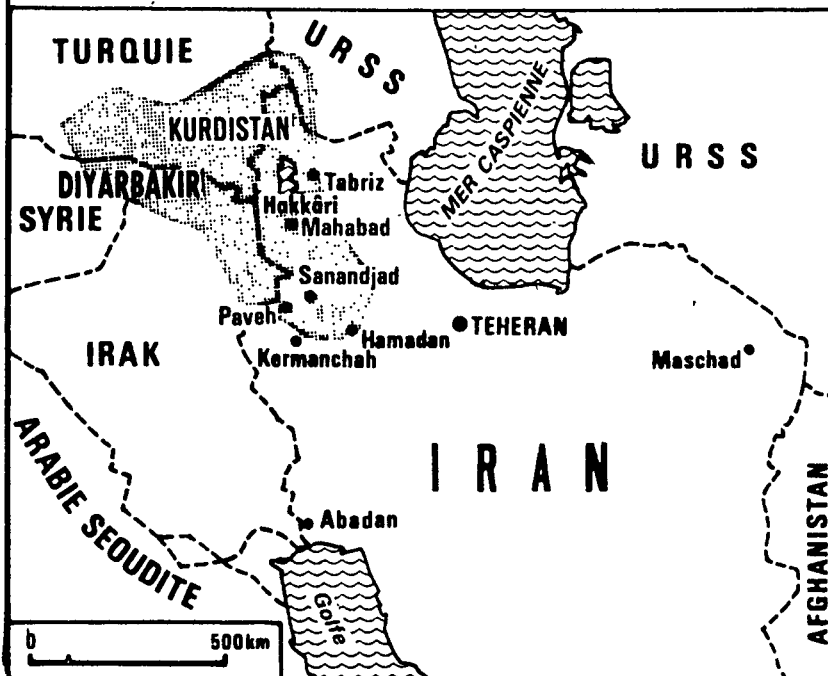 TURQUIE
URSS
MER CASPIENNE
URSS
KURDISTAN
DIYARBAKIR
Tabriz
Hakkâri
SYRIE
Mahabad
Sanandjad
Paveh
Hamadan
TEHERAN
Kermanchah
IRAK
Maschad
IRAN
ARABIE SEOUDITE
Abadan
AFGHANISTAN
Golfe
0 500km